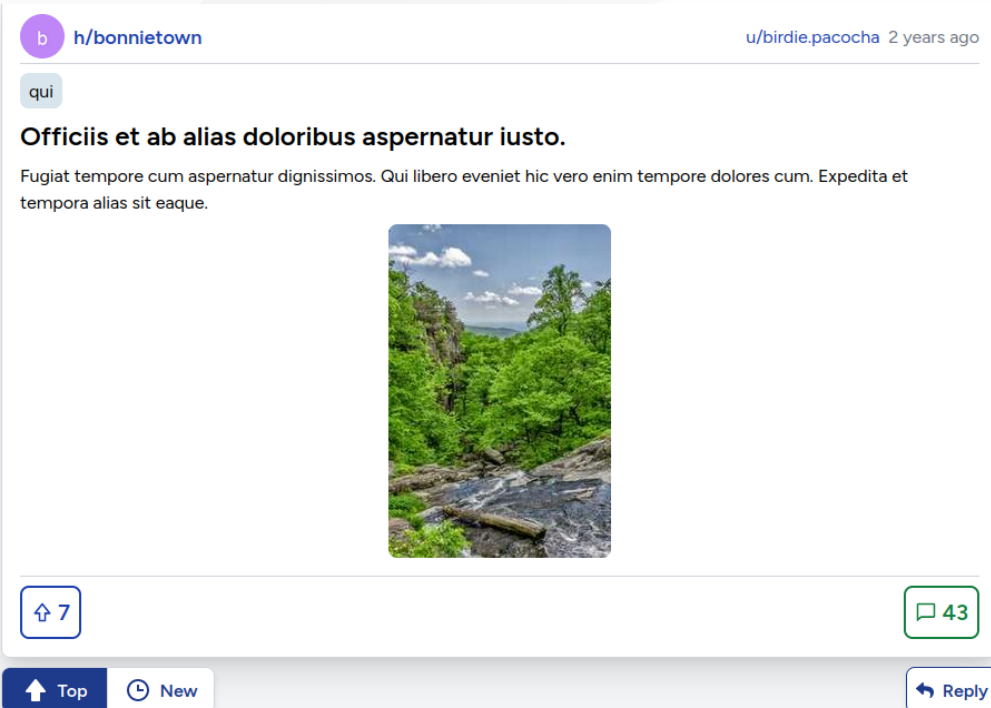 b h/bonnietown u/birdie.pacocha 2 years ago
qui
Officiis et ab alias doloribus aspernatur iusto.
Fugiat tempore cum aspernatur dignissimos. Qui libero eveniet hic vero enim tempore dolores cum. Expedita et
tempora alias sit eaque.
7 43
Top New Reply